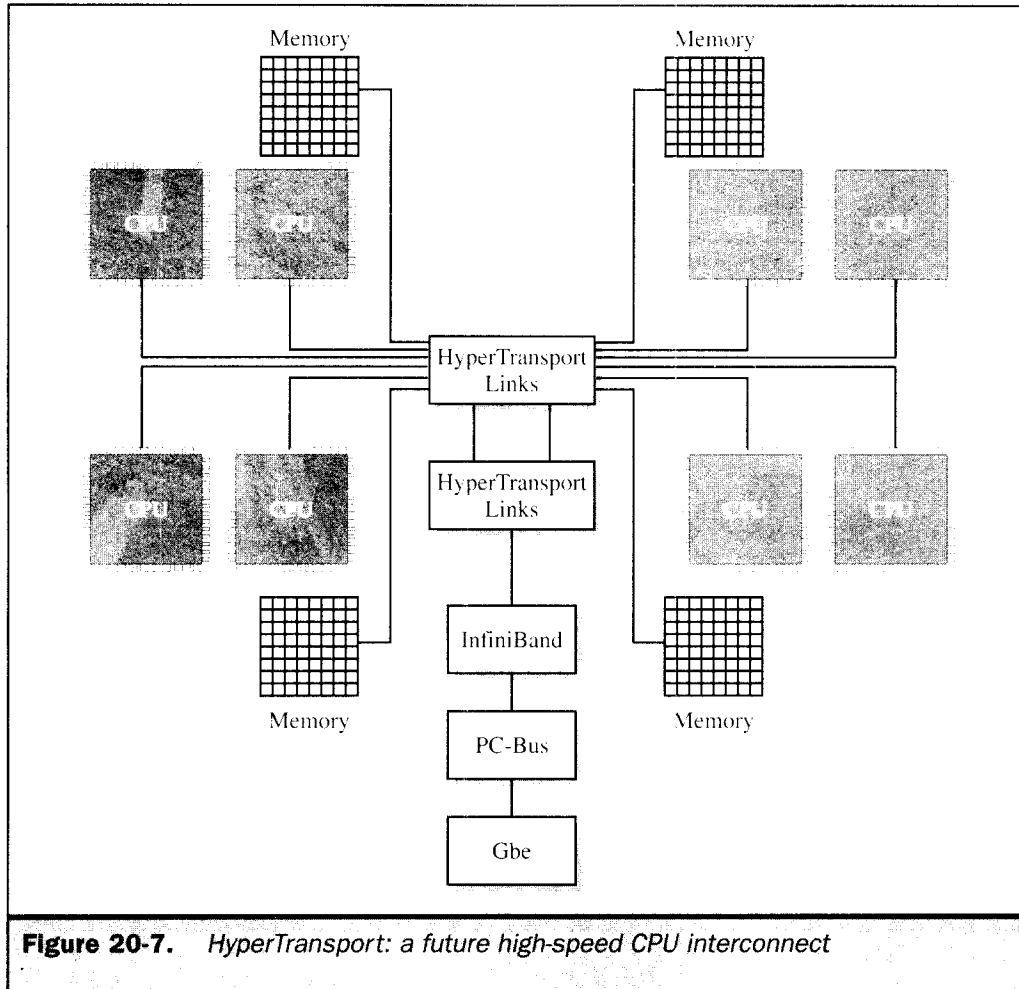 Memory
Memory
CPU
CPU
CPU
CPU
HyperTransport
Links
HyperTransport
Links
CPU
CPU
CPU
CPU
InfiniBand
Memory
Memory
PC-Bus
Gbe
Figure 20-7. HyperTransport: a future high-speed CPU interconnect